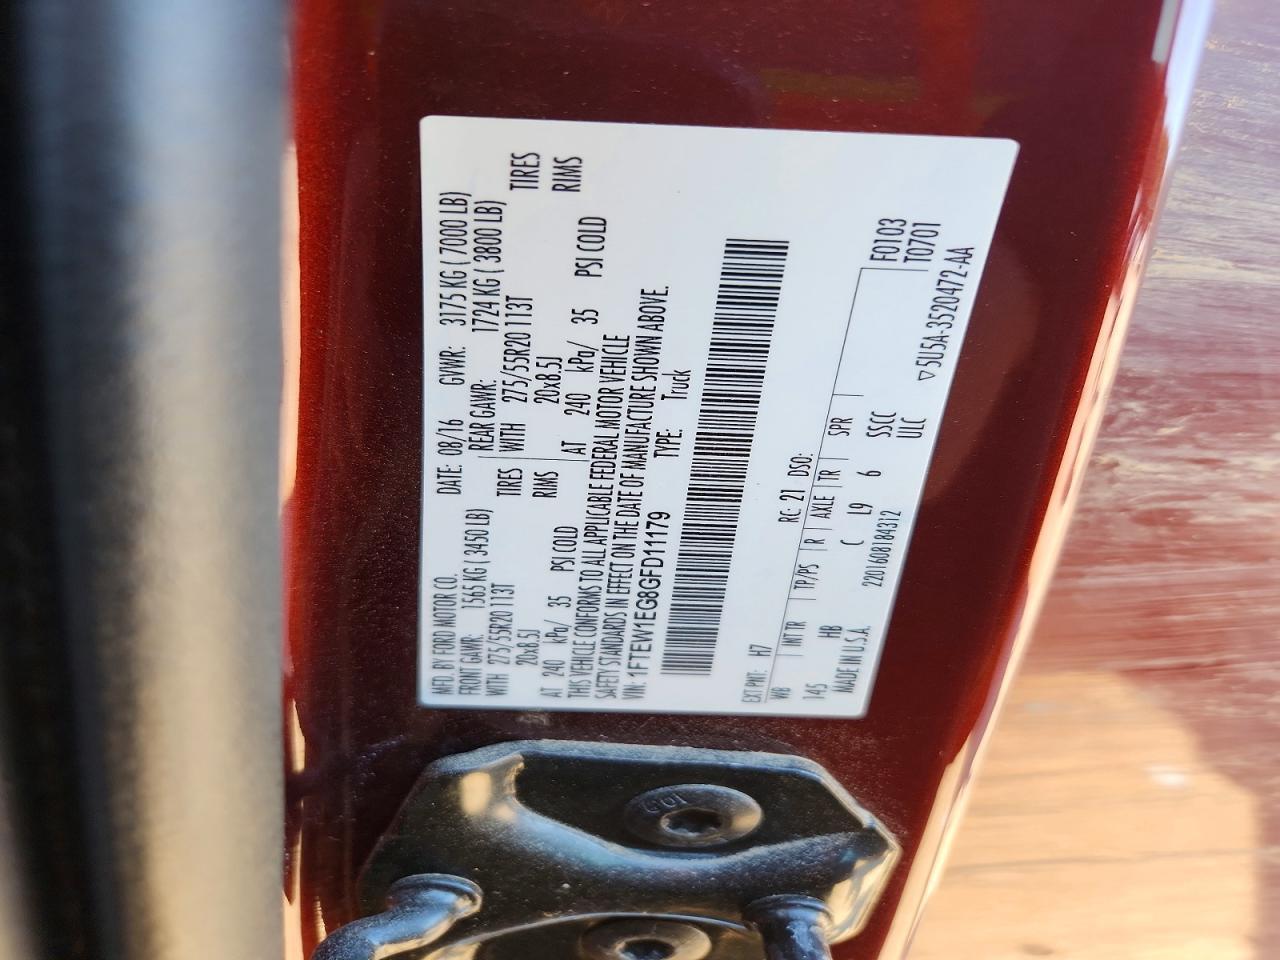 MFD. BY FORD MOTOR CO. DATE: 08/16 GVWR: 3175 KG ( 7000 LB)
FRONT GAWR: 1565 KG ( 3450 LB) REAR GAWR: 1724 KG ( 3800 LB)
WITH 275/55R20 113T TIRES WITH 275/55R20 113T TIRES
20x8.5J RIMS 20x8.5J RIMS
AT 240 kPa/ 35 PSI COLD AT 240 kPa/ 35 PSI COLD
THIS VEHICLE CONFORMS TO ALL APPLICABLE FEDERAL MOTOR VEHICLE
SAFETY STANDARDS IN EFFECT ON THE DATE OF MANUFACTURE SHOWN ABOVE.
VIN: 1FTEW1EG8GFD11179 TYPE: Truck
EXT PNT: H7 RC: 21 DSO:
WB INT TR TP/PS R AXLE TR SPR F0103
T0701
145 HB C L9 6 SSCC
ULC
MADE IN U.S.A. 2201608184312 ▽5U5A-3520472-AA